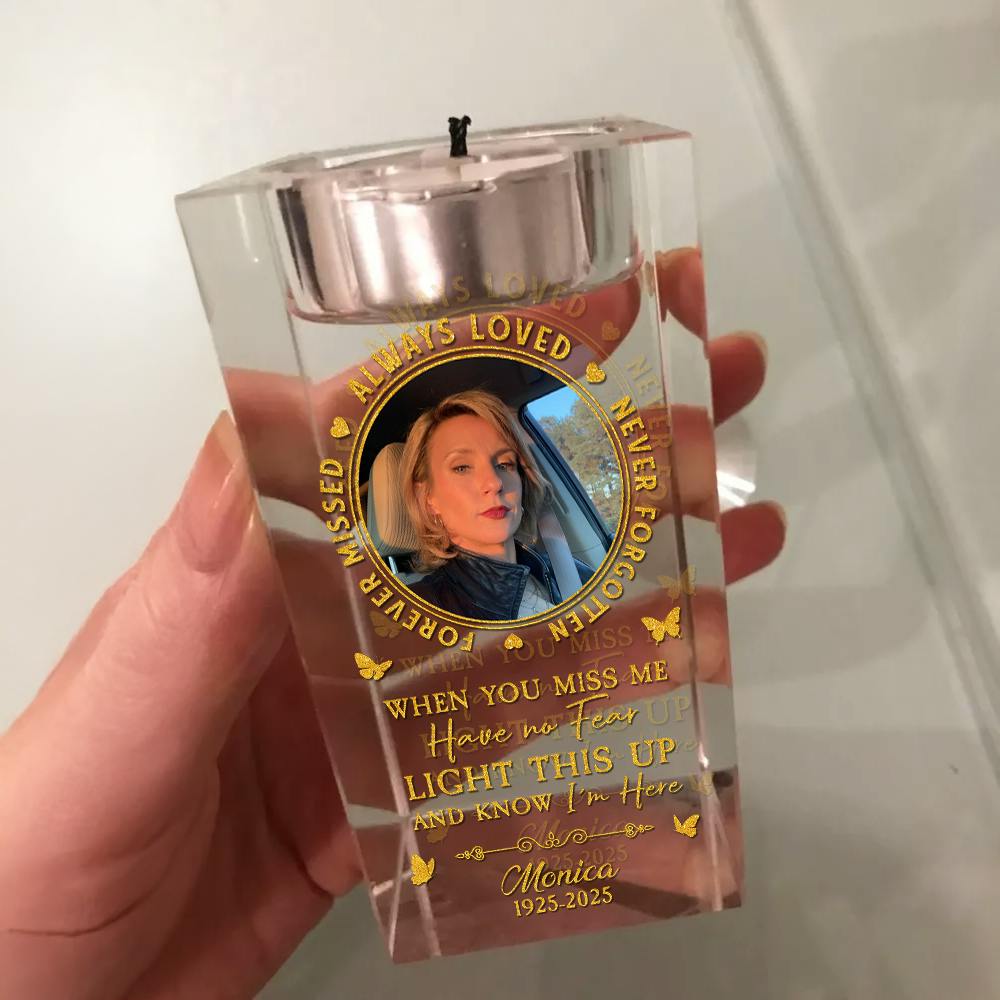 ALWAYS LOVED
NEVER FORGOTTEN
FOREVER MISSED
WHEN YOU MISS ME
Have no Fear
LIGHT THIS UP
AND KNOW I'm Here
Monica
1925-2025